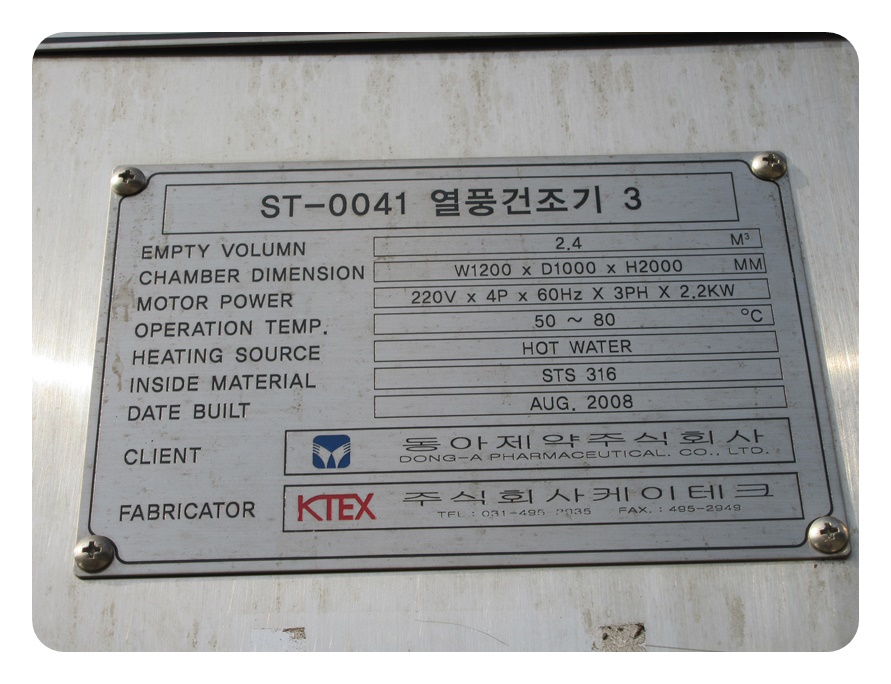 ST-0041 열풍건조기 3
EMPTY VOLUMN 2.4 M³
CHAMBER DIMENSION W1200 x D1000 x H2000 MM
MOTOR POWER 220V x 4P x 60Hz X 3PH X 2.2KW
OPERATION TEMP. 50 ~ 80 °C
HEATING SOURCE HOT WATER
INSIDE MATERIAL STS 316
DATE BUILT AUG. 2008
CLIENT 동아제약주식회사
DONG-A PHARMACEUTICAL. CO., LTD.
FABRICATOR KTEX 주식회사케이테크
TEL : 031-495- FAX. : 495-2949